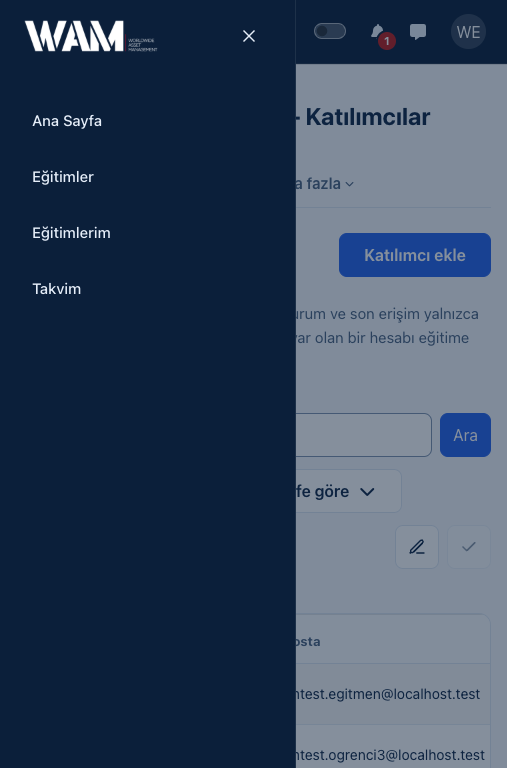 WAM WORLDWIDE
ASSET
MANAGEMENT
1
WE
Ana Sayfa
Eğitimler
Eğitimlerim
Takvim
- Katılımcılar
a fazla
Katılımcı ekle
urum ve son erişim yalnızca
var olan bir hesabı eğitime
Ara
fe göre
osta
ntest.egitmen@localhost.test
ntest.ogrenci3@localhost.test